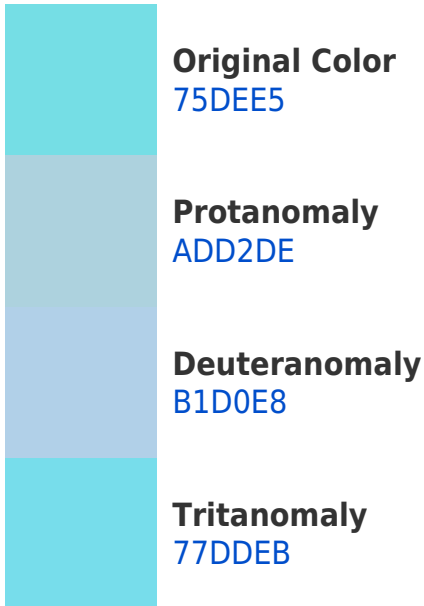 Original Color
75DEE5
Protanomaly
ADD2DE
Deuteranomaly
B1D0E8
Tritanomaly
77DDEB